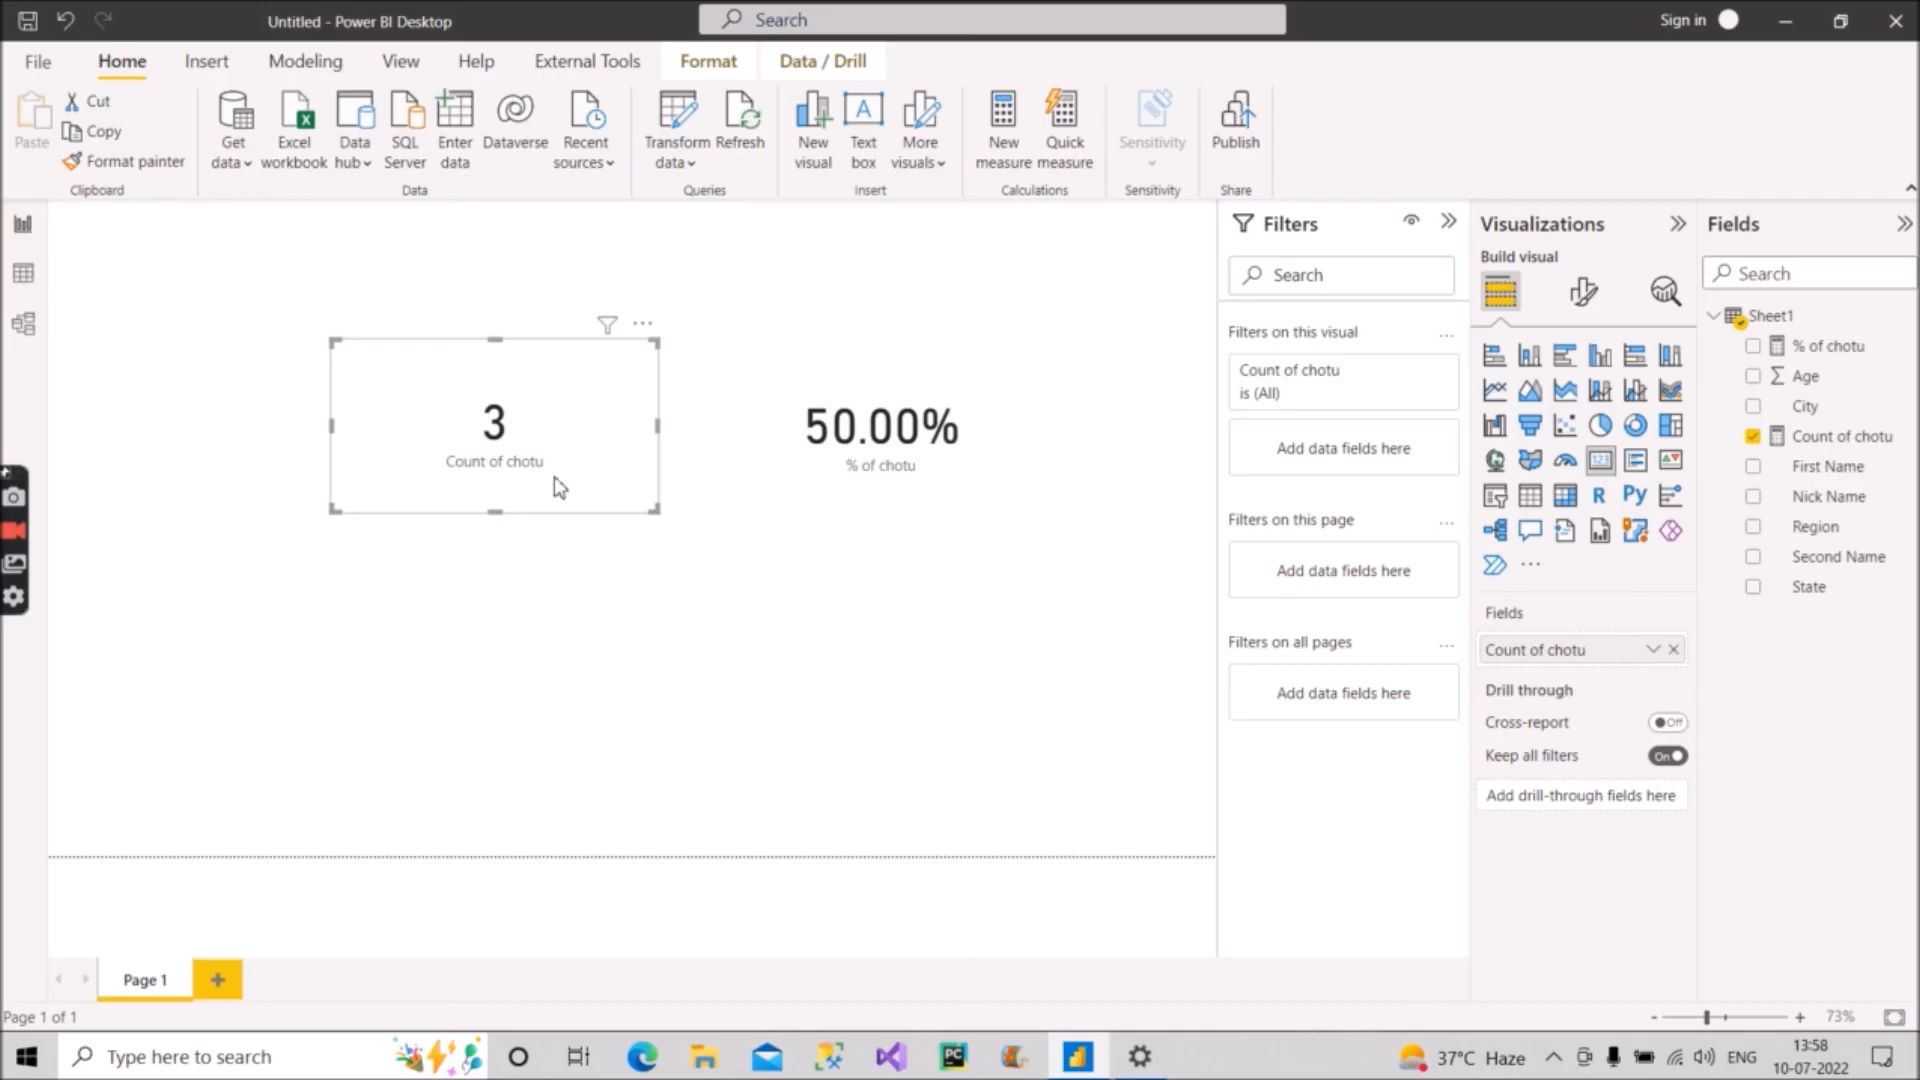 Untitled - Power BI Desktop
Search
Sign in
File
Home
Insert
Modeling
View
Help
External Tools
Format
Data / Drill
Paste
Cut
Copy
Format painter
Clipboard
Get data
Excel workbook
Data hub
SQL Server
Enter data
Dataverse
Recent sources
Data
Transform data
Refresh
Queries
New visual
Text box
More visuals
Insert
New measure
Quick measure
Calculations
Sensitivity
Sensitivity
Publish
Share
3
Count of chotu
50.00%
% of chotu
Filters
Search
Filters on this visual
Count of chotu
is (All)
Add data fields here
Filters on this page
Add data fields here
Filters on all pages
Add data fields here
Visualizations
Build visual
123
R
Py
Fields
Count of chotu
Drill through
Cross-report
Off
Keep all filters
On
Add drill-through fields here
Fields
Search
Sheet1
% of chotu
Age
City
Count of chotu
First Name
Nick Name
Region
Second Name
State
Page 1
Page 1 of 1
73%
Type here to search
PC
37°C Haze
ENG
13:58
10-07-2022